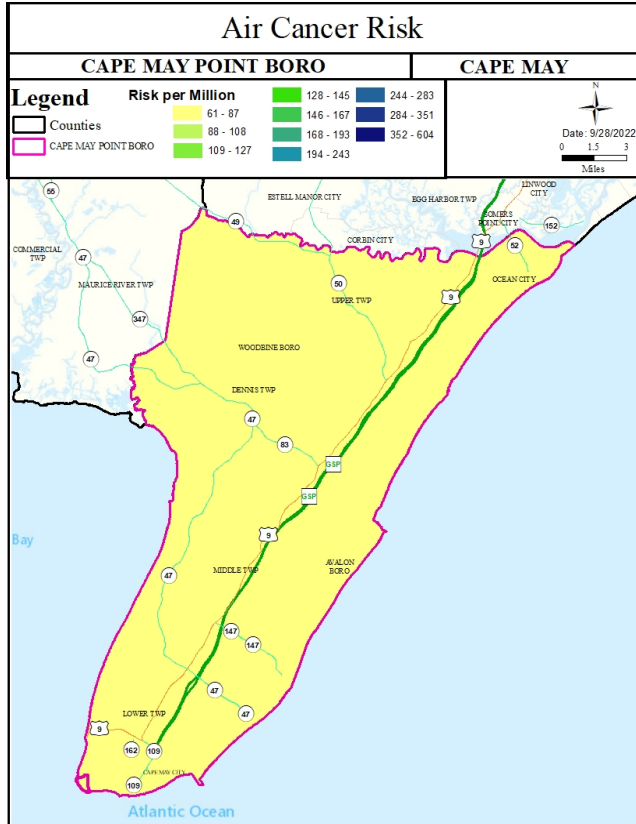 Air Cancer Risk
CAPE MAY POINT BORO
CAPE MAY
Legend
Counties
CAPE MAY POINT BORO
Risk per Million
61 - 87
88 - 108
109 - 127
128 - 145
146 - 167
168 - 193
194 - 243
244 - 283
284 - 351
352 - 604
N
Date: 9/28/2022
0 1.5 3
Miles
55
ESTELL MANOR CITY
EGG HARBOR TWP
LINWOOD
CITY
49
SOMERS
POINT CITY
152
COMMERCIAL
TWP
CORBIN CITY
9
52
47
MAURICE RIVER TWP
50
OCEAN CITY
UPPER TWP
9
347
WOODBINE BORO
47
DENNIS TWP
47
83
GSP
GSP
9
Bay
AVALON
BORO
MIDDLE TWP
47
147
147
47
LOWER TWP
47
9
162
109
CAPE MAY CITY
109
Atlantic Ocean